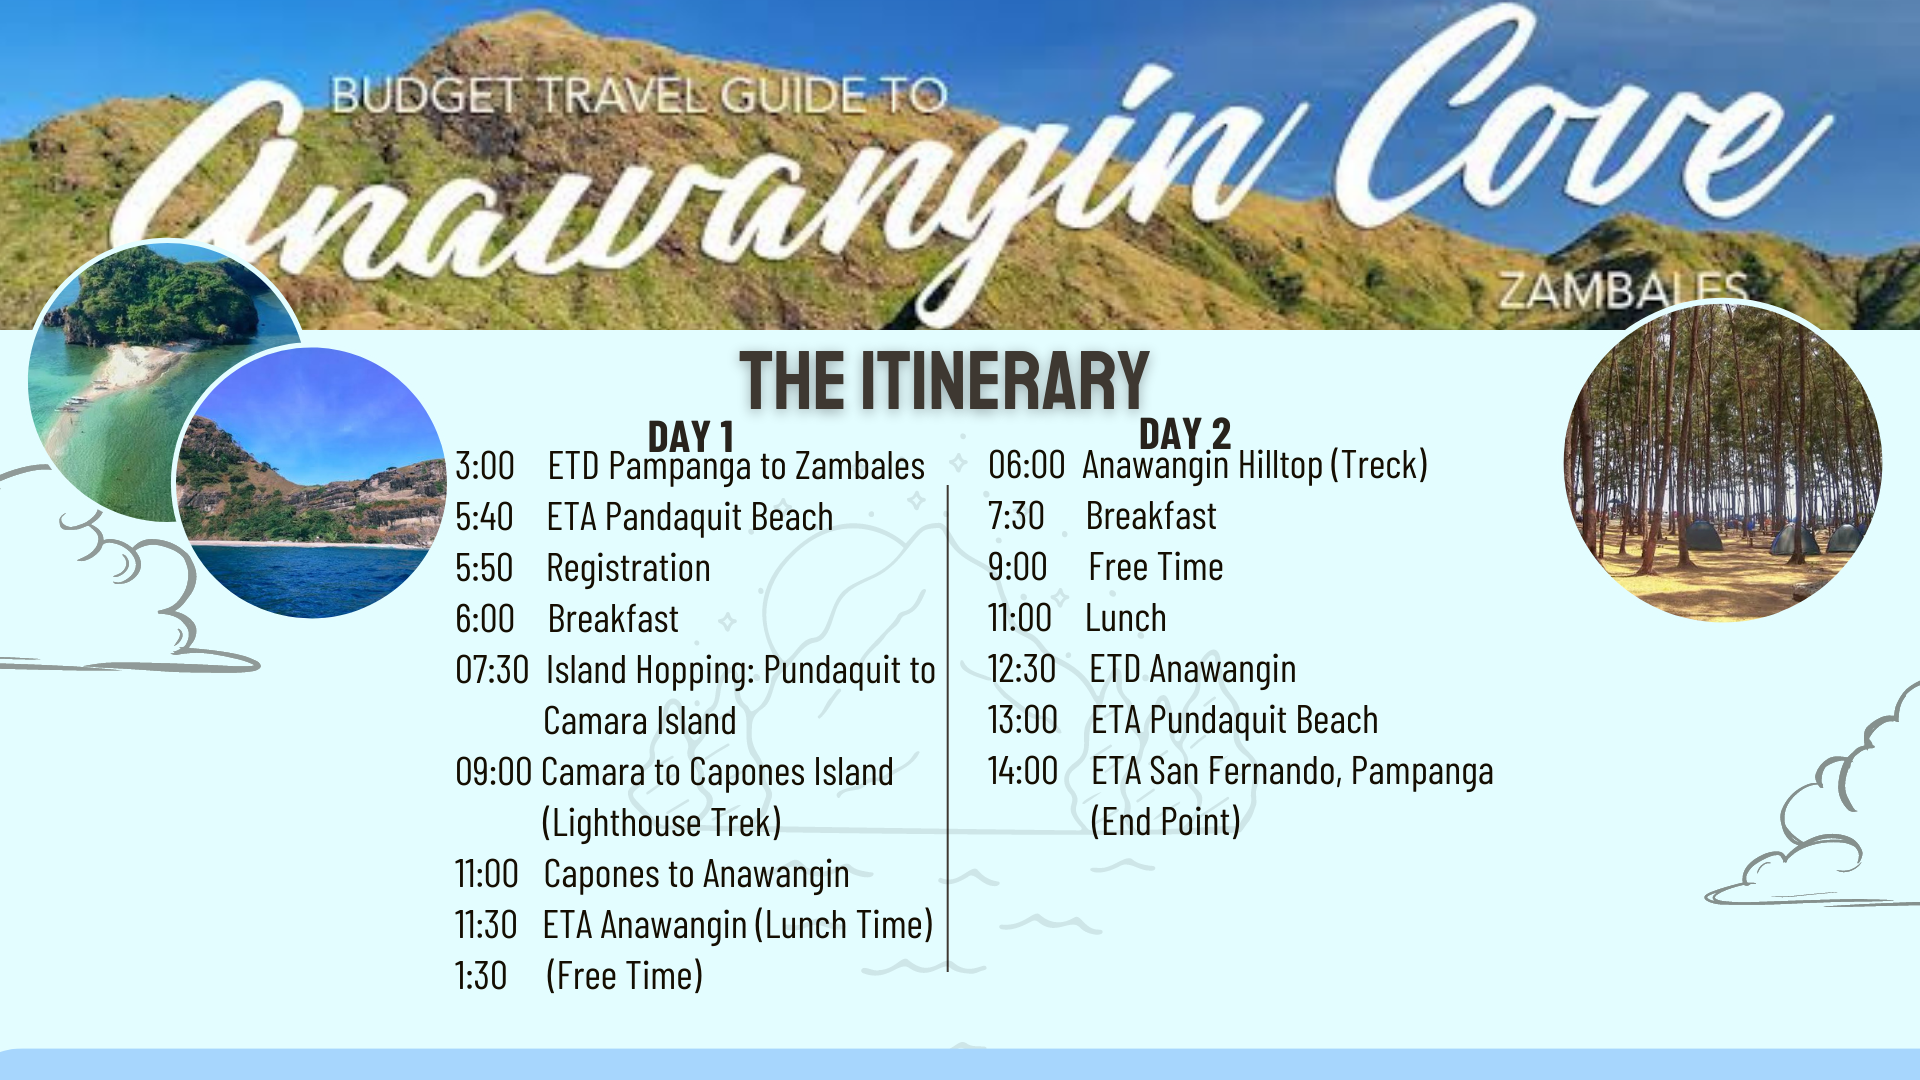 BUDGET TRAVEL GUIDE TO
Anawangin Cove
ZAMBALES
THE ITINERARY
DAY 1
3:00 ETD Pampanga to Zambales
5:40 ETA Pandaquit Beach
5:50 Registration
6:00 Breakfast
07:30 Island Hopping: Pundaquit to
Camara Island
09:00 Camara to Capones Island
(Lighthouse Trek)
11:00 Capones to Anawangin
11:30 ETA Anawangin (Lunch Time)
1:30 (Free Time)
DAY 2
06:00 Anawangin Hilltop (Treck)
7:30 Breakfast
9:00 Free Time
11:00 Lunch
12:30 ETD Anawangin
13:00 ETA Pundaquit Beach
14:00 ETA San Fernando, Pampanga
(End Point)